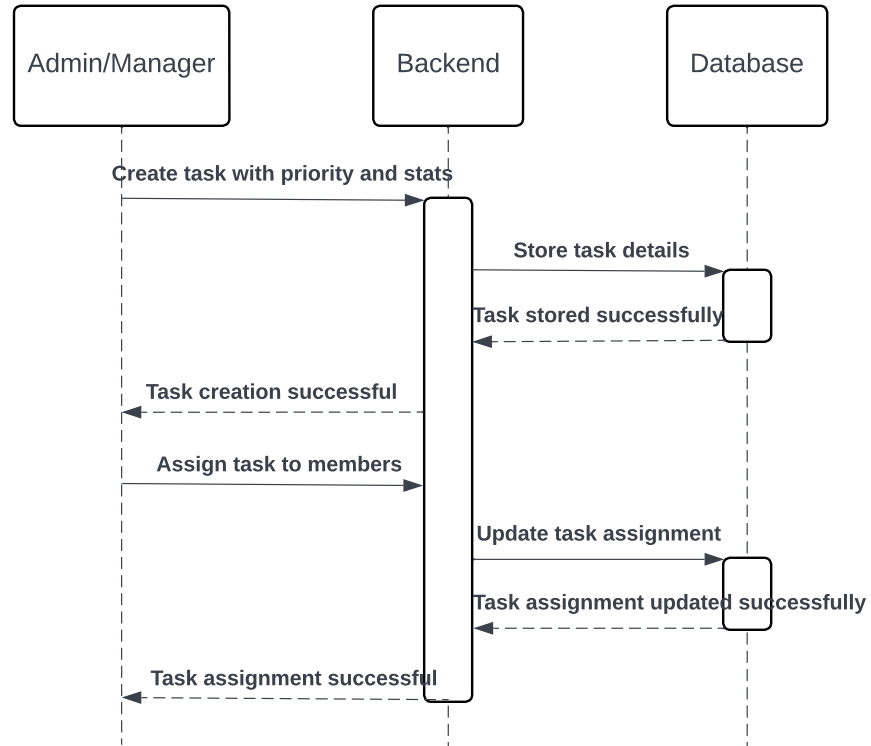 Admin/Manager
Backend
Database
Create task with priority and stats
Store task details
Task stored successfully
Task creation successful
Assign task to members
Update task assignment
Task assignment updated successfully
Task assignment successful